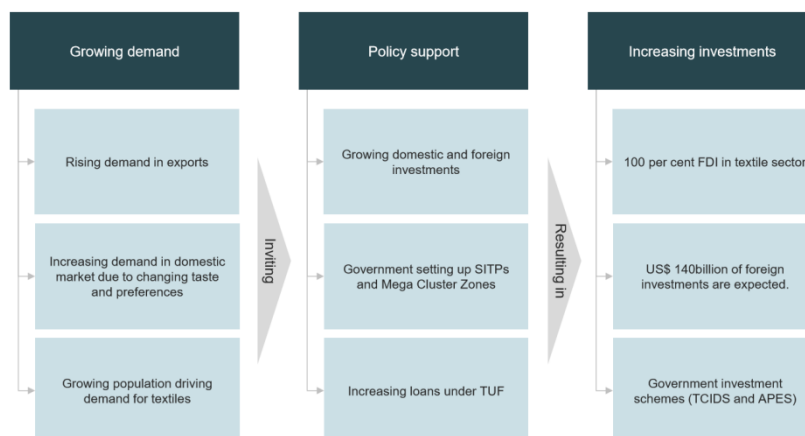 Growing demand
Rising demand in exports
Increasing demand in domestic
market due to changing taste
and preferences
Growing population driving
demand for textiles
Inviting
Policy support
Growing domestic and foreign
investments
Government setting up SITPs
and Mega Cluster Zones
Increasing loans under TUF
Resulting in
Increasing investments
100 per cent FDI in textile sector
US$ 140billion of foreign
investments are expected.
Government investment
schemes (TCIDS and APES)